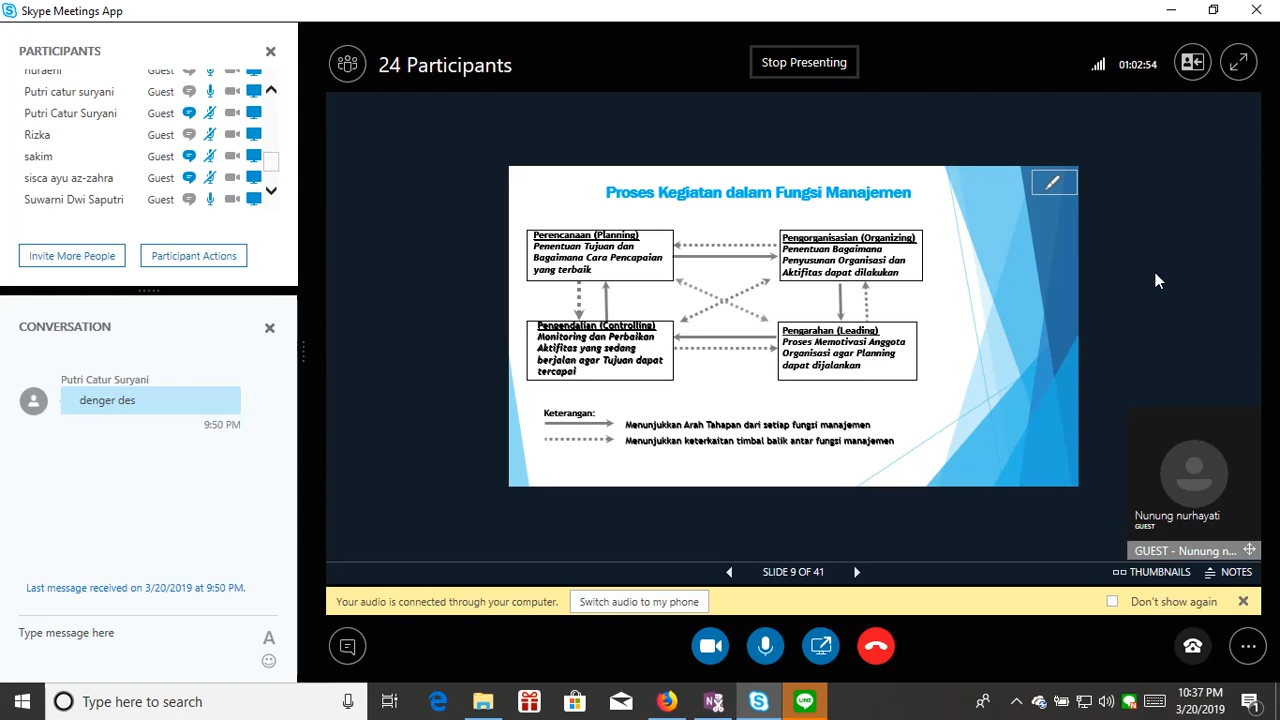 Skype Meetings App
PARTICIPANTS
nuraeni Guest
Putri catur suryani Guest
Putri Catur Suryani Guest
Rizka Guest
sakim Guest
sisca ayu az-zahra Guest
Suwarni Dwi Saputri Guest
Invite More People
Participant Actions
CONVERSATION
Putri Catur Suryani
denger des
9:50 PM
Last message received on 3/20/2019 at 9:50 PM.
Type message here
A
24 Participants
Stop Presenting
01:02:54
Proses Kegiatan dalam Fungsi Manajemen
Perencanaan (Planning)
Penentuan Tujuan dan
Bagaimana Cara Pencapaian
yang terbaik
Pengorganisasian (Organizing)
Penentuan Bagaimana
Penyusunan Organisasi dan
Aktifitas dapat dilakukan
Pengendalian (Controlling)
Monitoring dan Perbaikan
Aktifitas yang sedang
berjalan agar Tujuan dapat
tercapai
Pengarahan (Leading)
Proses Memotivasi Anggota
Organisasi agar Planning
dapat dijalankan
Keterangan:
Menunjukkan Arah Tahapan dari setiap fungsi manajemen
Menunjukkan keterkaitan timbal balik antar fungsi manajemen
Nunung nurhayati
GUEST
GUEST - Nunung n...
SLIDE 9 OF 41
THUMBNAILS
NOTES
Your audio is connected through your computer.
Switch audio to my phone
Don't show again
Type here to search
LINE
10:37 PM
3/20/2019
1